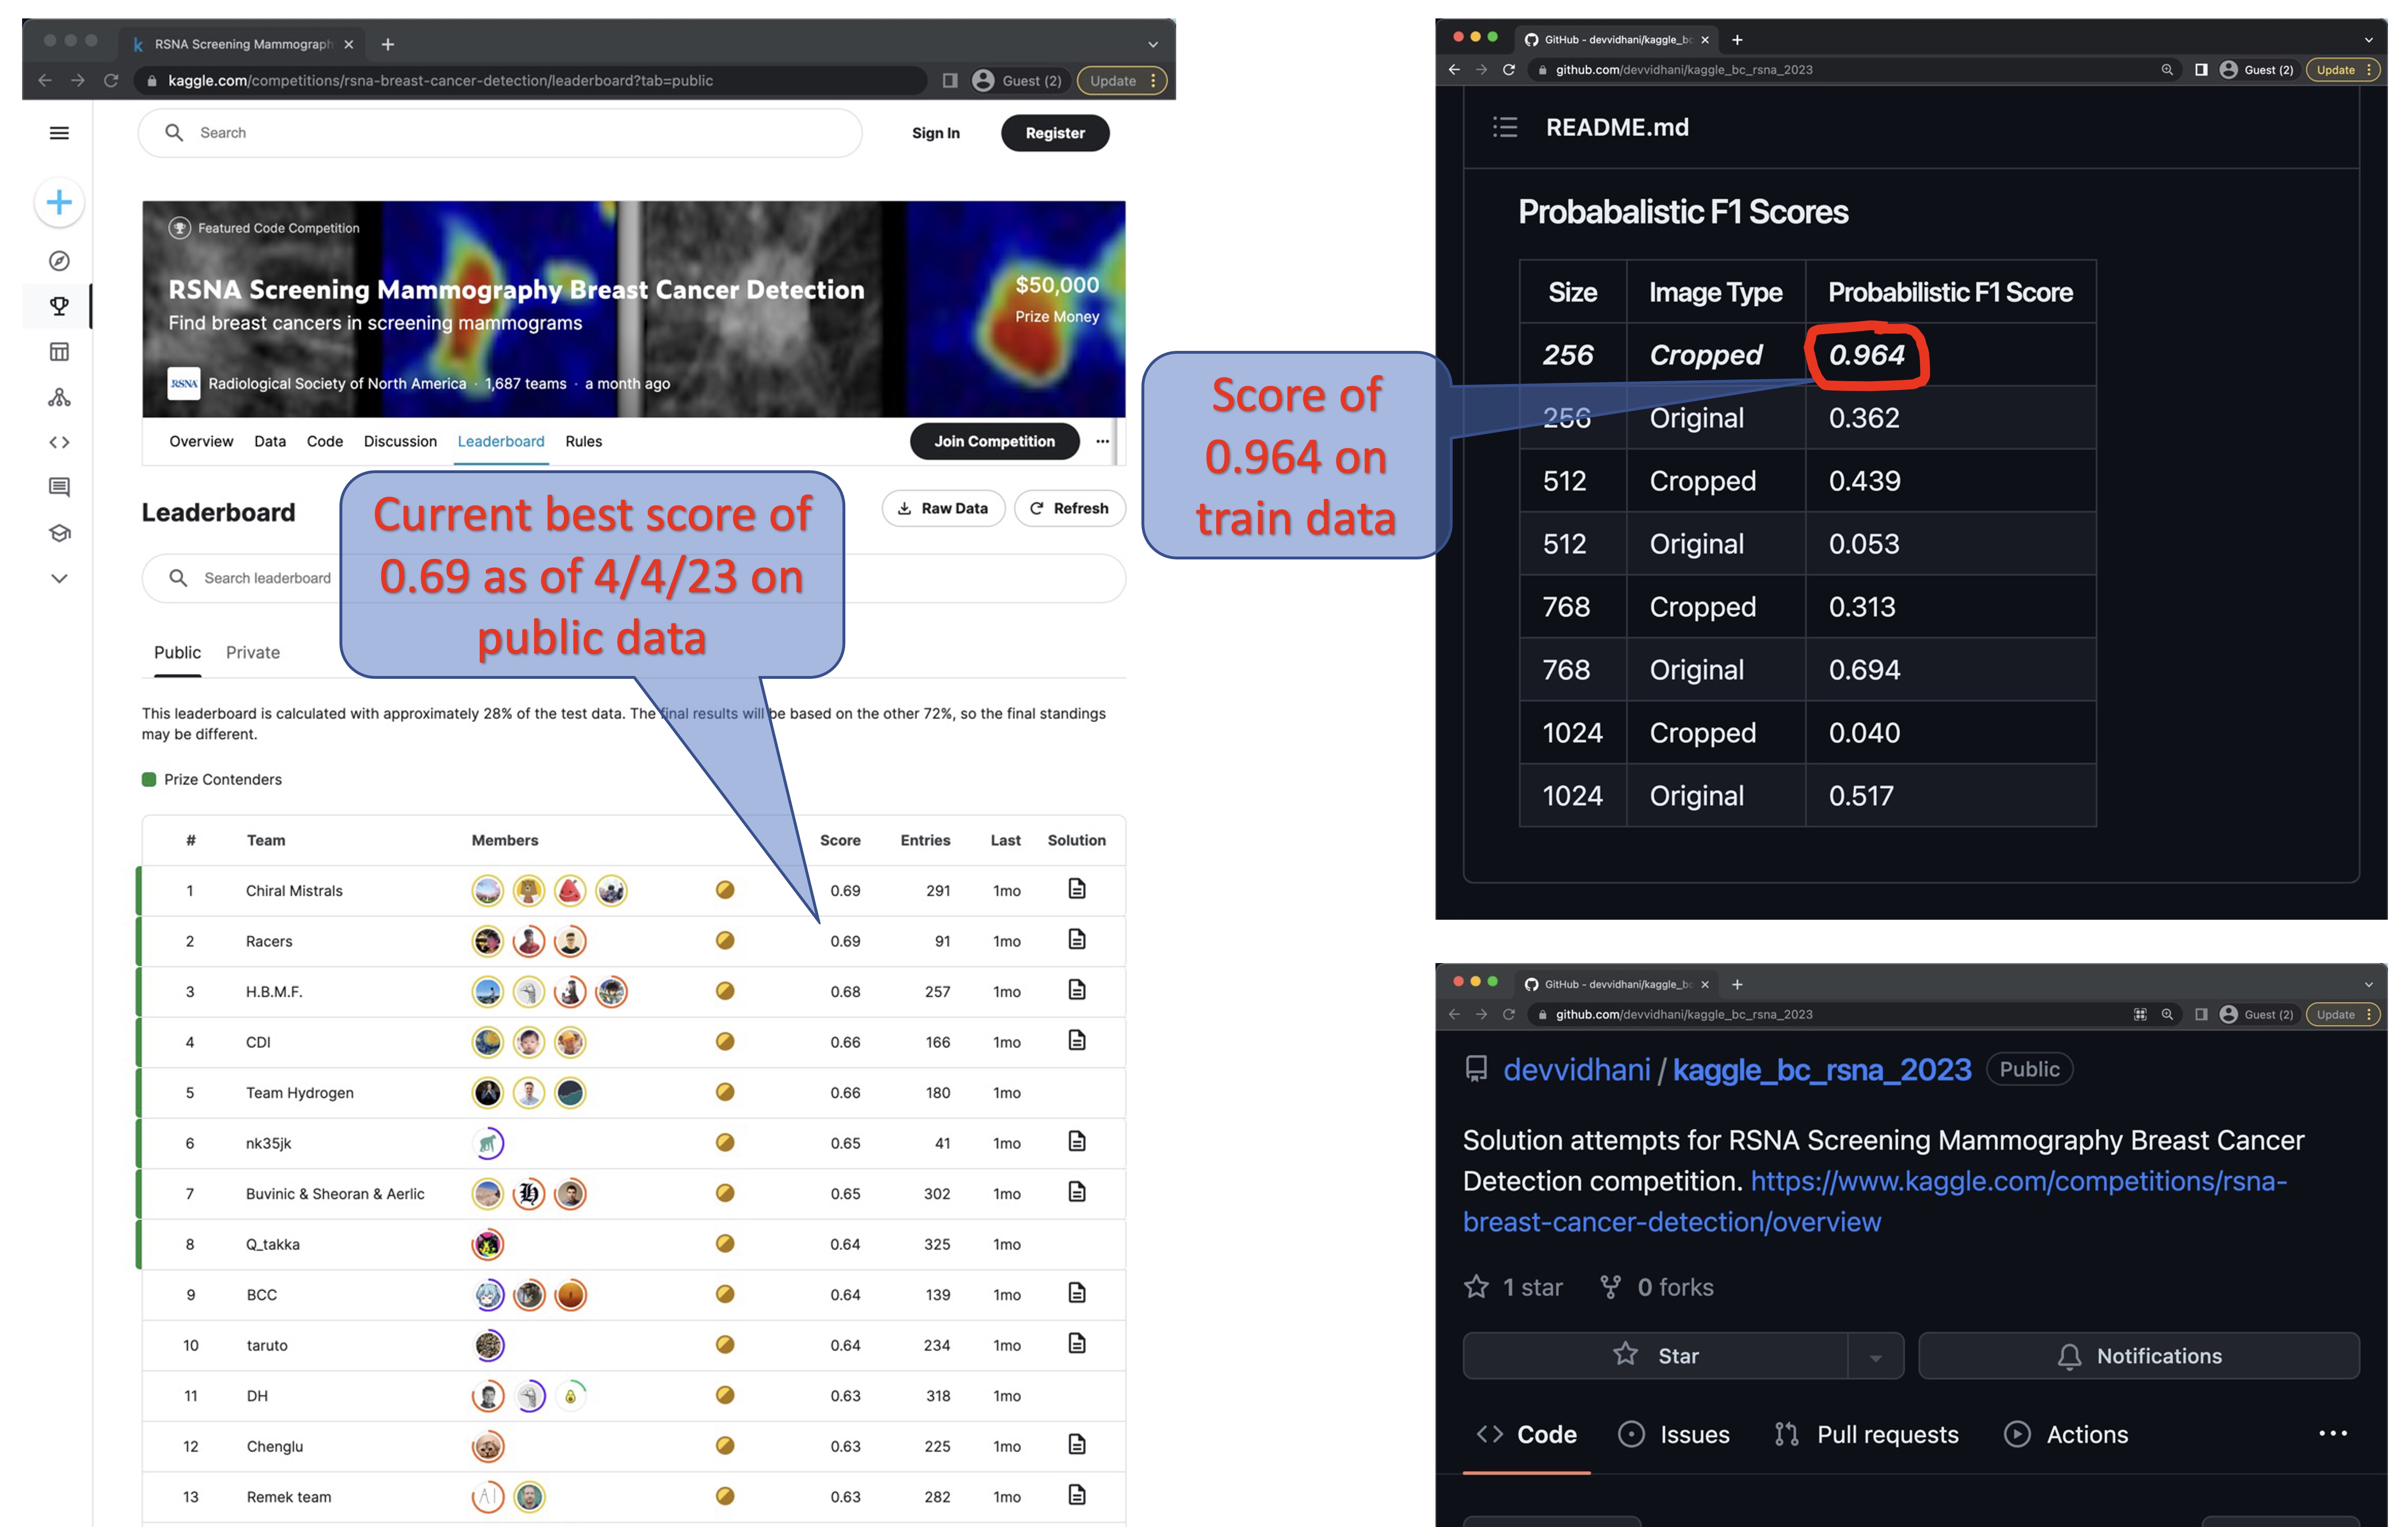 RSNA Screening Mammograph
kaggle.com/competitions/rsna-breast-cancer-detection/leaderboard?tab=public
Guest (2)
Update
Search
Sign In
Register
Featured Code Competition
RSNA Screening Mammography Breast Cancer Detection
Find breast cancers in screening mammograms
$50,000
Prize Money
RSNA
Radiological Society of North America · 1,687 teams · a month ago
Overview Data Code Discussion Leaderboard Rules
Join Competition
Leaderboard
Raw Data
Refresh
Search leaderboard
Current best score of
0.69 as of 4/4/23 on
public data
Public Private
This leaderboard is calculated with approximately 28% of the test data. The final results will be based on the other 72%, so the final standings
may be different.
Prize Contenders
# Team Members Score Entries Last Solution
1 Chiral Mistrals 0.69 291 1mo
2 Racers 0.69 91 1mo
3 H.B.M.F. 0.68 257 1mo
4 CDI 0.66 166 1mo
5 Team Hydrogen 0.66 180 1mo
6 nk35jk 0.65 41 1mo
7 Buvinic & Sheoran & Aerlic 0.65 302 1mo
8 Q_takka 0.64 325 1mo
9 BCC 0.64 139 1mo
10 taruto 0.64 234 1mo
11 DH 0.63 318 1mo
12 Chenglu 0.63 225 1mo
13 Remek team 0.63 282 1mo
GitHub - devvidhani/kaggle_bc
github.com/devvidhani/kaggle_bc_rsna_2023
Guest (2)
Update
README.md
Probabalistic F1 Scores
Size Image Type Probabilistic F1 Score
256 Cropped 0.964
256 Original 0.362
512 Cropped 0.439
512 Original 0.053
768 Cropped 0.313
768 Original 0.694
1024 Cropped 0.040
1024 Original 0.517
Score of
0.964 on
train data
GitHub - devvidhani/kaggle_bc
github.com/devvidhani/kaggle_bc_rsna_2023
Guest (2)
Update
devvidhani / kaggle_bc_rsna_2023 Public
Solution attempts for RSNA Screening Mammography Breast Cancer
Detection competition. https://www.kaggle.com/competitions/rsna-
breast-cancer-detection/overview
1 star 0 forks
Star
Notifications
Code Issues Pull requests Actions